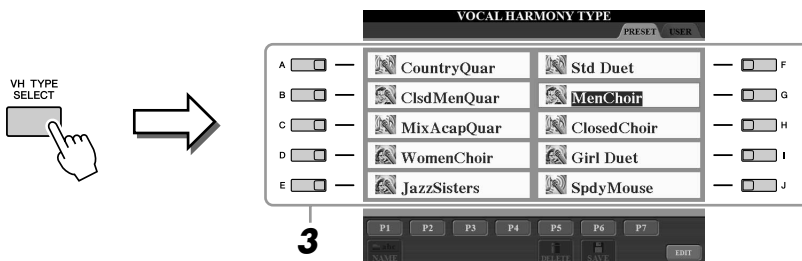 VOCAL HARMONY TYPE
PRESET USER
VH TYPE
SELECT
A CountryQuar Std Duet F
B ClsdMenQuar MenChoir G
C MixAcapQuar ClosedChoir H
D WomenChoir Girl Duet I
E JazzSisters SpdyMouse J
3
P1 P2 P3 P4 P5 P6 P7
NAME DELETE SAVE EDIT